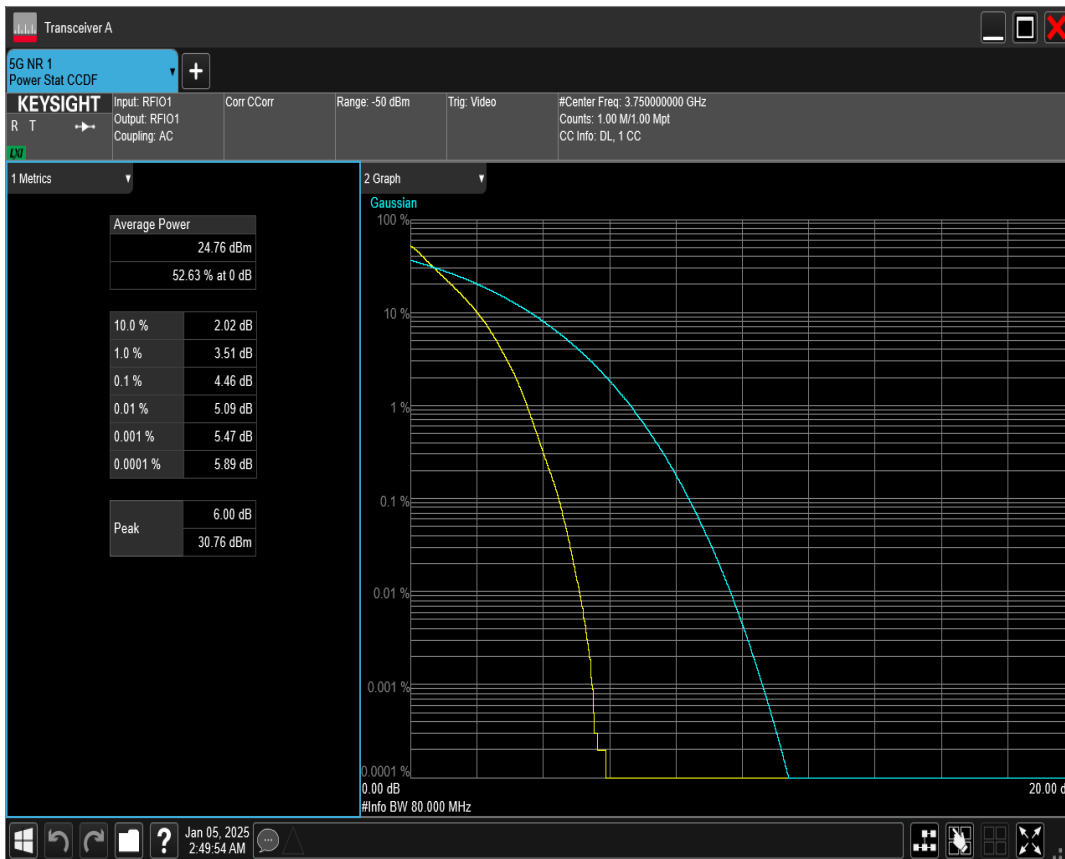 Transceiver A
5G NR 1
Power Stat CCDF
+
KEYSIGHT
R T
LXI
Input: RFIO1
Output: RFIO1
Coupling: AC
Corr CCorr
Range: -50 dBm
Trig: Video
#Center Freq: 3.750000000 GHz
Counts: 1.00 M/1.00 Mpt
CC Info: DL, 1 CC
1 Metrics
Average Power
24.76 dBm
52.63 % at 0 dB
10.0 % 2.02 dB
1.0 % 3.51 dB
0.1 % 4.46 dB
0.01 % 5.09 dB
0.001 % 5.47 dB
0.0001 % 5.89 dB
Peak
6.00 dB
30.76 dBm
2 Graph
Gaussian
100 %
10 %
1 %
0.1 %
0.01 %
0.001 %
0.0001 %
0.00 dB
20.00 d
#Info BW 80.000 MHz
?
Jan 05, 2025
2:49:54 AM